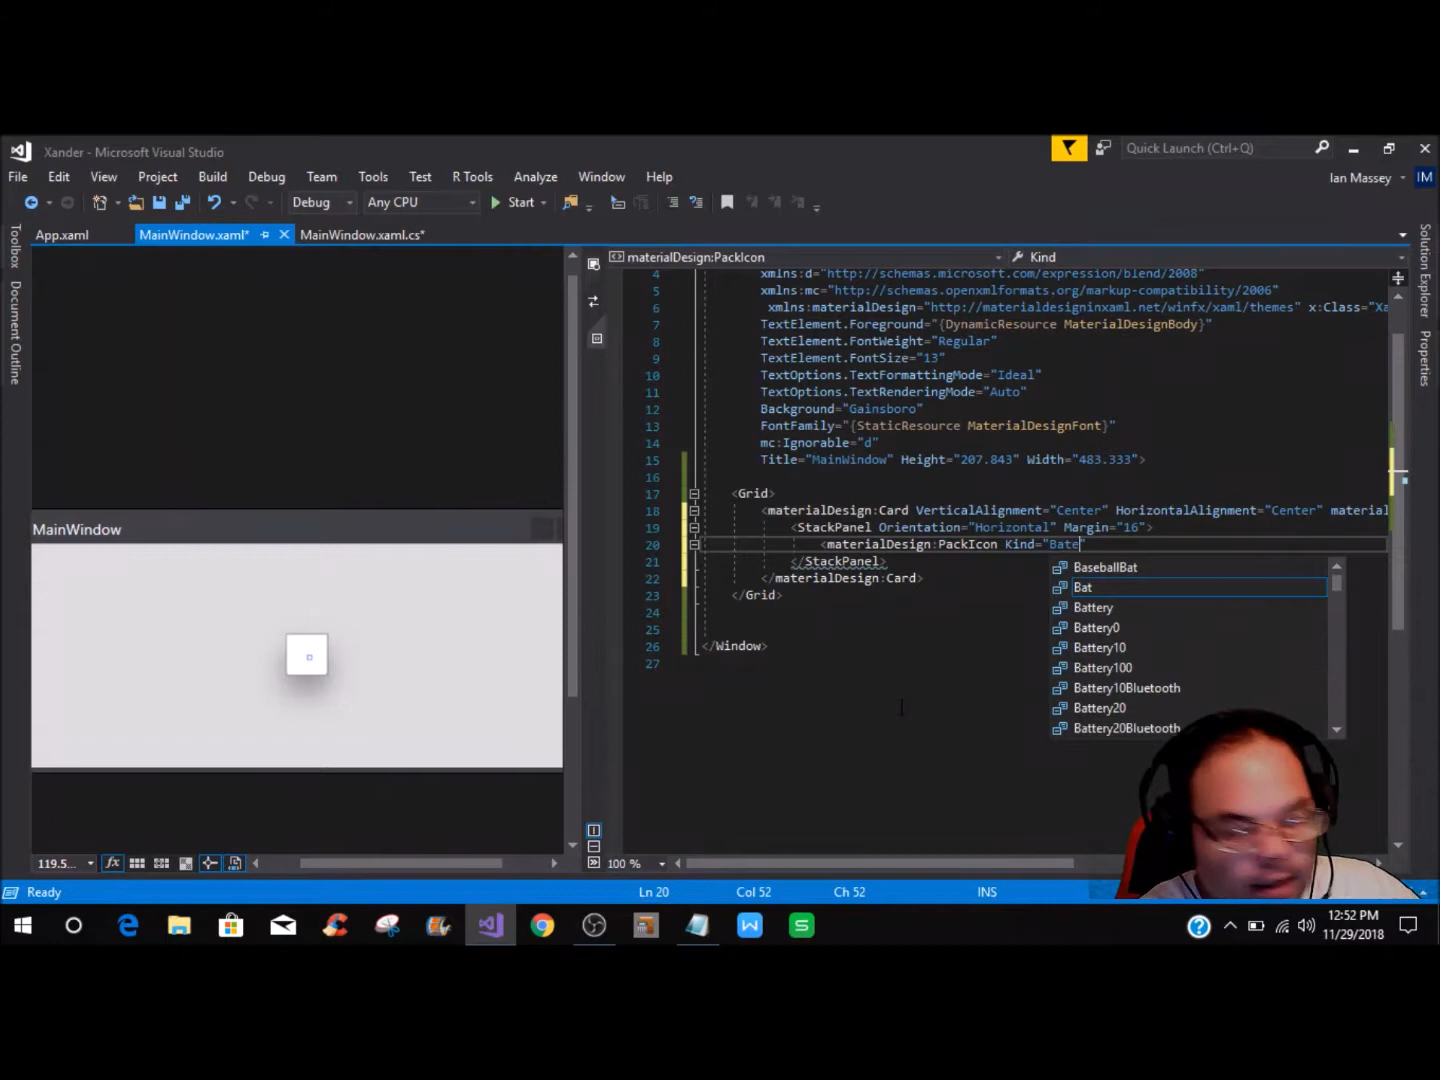 Xander - Microsoft Visual Studio
Quick Launch (Ctrl+Q)
File Edit View Project Build Debug Team Tools Test R Tools Analyze Window Help
Ian Massey IM
Debug Any CPU Start
App.xaml MainWindow.xaml* MainWindow.xaml.cs*
Toolbox
Document Outline
Solution Explorer
Properties
materialDesign:PackIcon Kind
4 xmlns:d="http://schemas.microsoft.com/expression/blend/2008"
5 xmlns:mc="http://schemas.openxmlformats.org/markup-compatibility/2006"
6 xmlns:materialDesign="http://materialdesigninxaml.net/winfx/xaml/themes" x:Class="Xa
7 TextElement.Foreground="{DynamicResource MaterialDesignBody}"
8 TextElement.FontWeight="Regular"
9 TextElement.FontSize="13"
10 TextOptions.TextFormattingMode="Ideal"
11 TextOptions.TextRenderingMode="Auto"
12 Background="Gainsboro"
13 FontFamily="{StaticResource MaterialDesignFont}"
14 mc:Ignorable="d"
15 Title="MainWindow" Height="207.843" Width="483.333">
16
17 <Grid>
18 <materialDesign:Card VerticalAlignment="Center" HorizontalAlignment="Center" material
19 <StackPanel Orientation="Horizontal" Margin="16">
20 <materialDesign:PackIcon Kind="Bate"
21 </StackPanel>
22 </materialDesign:Card>
23 </Grid>
24
25
26 </Window>
27
BaseballBat
Bat
Battery
Battery0
Battery10
Battery100
Battery10Bluetooth
Battery20
Battery20Bluetooth
MainWindow
119.5...
fx
100 %
Ready Ln 20 Col 52 Ch 52 INS
12:52 PM
11/29/2018